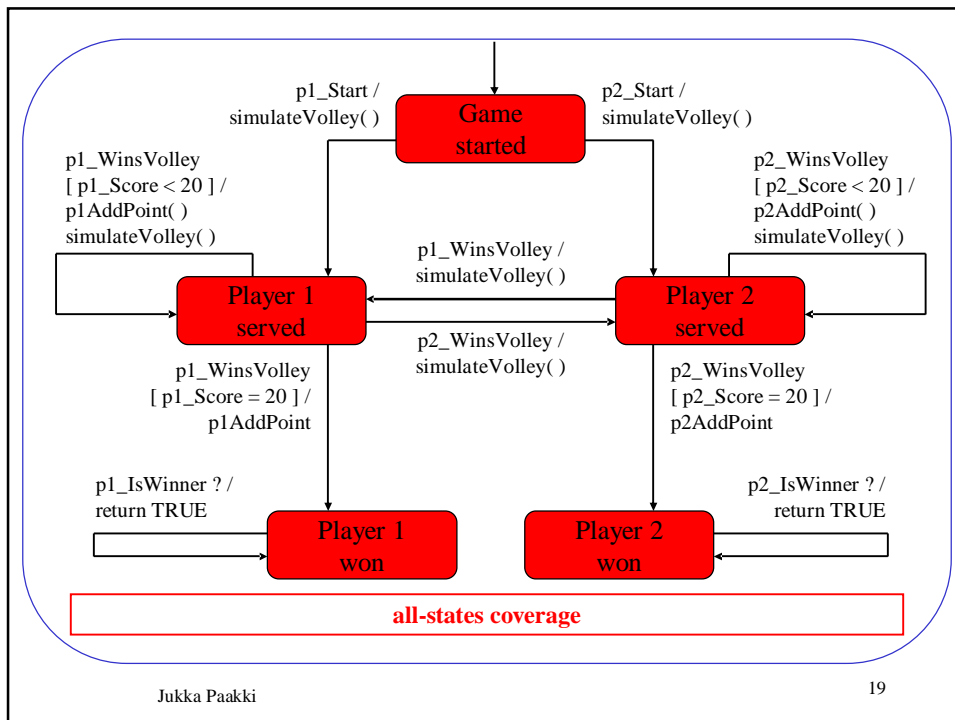 p1_Start /
simulateVolley( )
Game
started
p2_Start /
simulateVolley( )
p1_WinsVolley
[ p1_Score < 20 ] /
p1AddPoint( )
simulateVolley( )
p2_WinsVolley
[ p2_Score < 20 ] /
p2AddPoint( )
simulateVolley( )
p1_WinsVolley /
simulateVolley( )
Player 1
served
Player 2
served
p2_WinsVolley /
simulateVolley( )
p1_WinsVolley
[ p1_Score = 20 ] /
p1AddPoint
p2_WinsVolley
[ p2_Score = 20 ] /
p2AddPoint
p1_IsWinner ? /
return TRUE
p2_IsWinner ? /
return TRUE
Player 1
won
Player 2
won
all-states coverage
Jukka Paakki
19